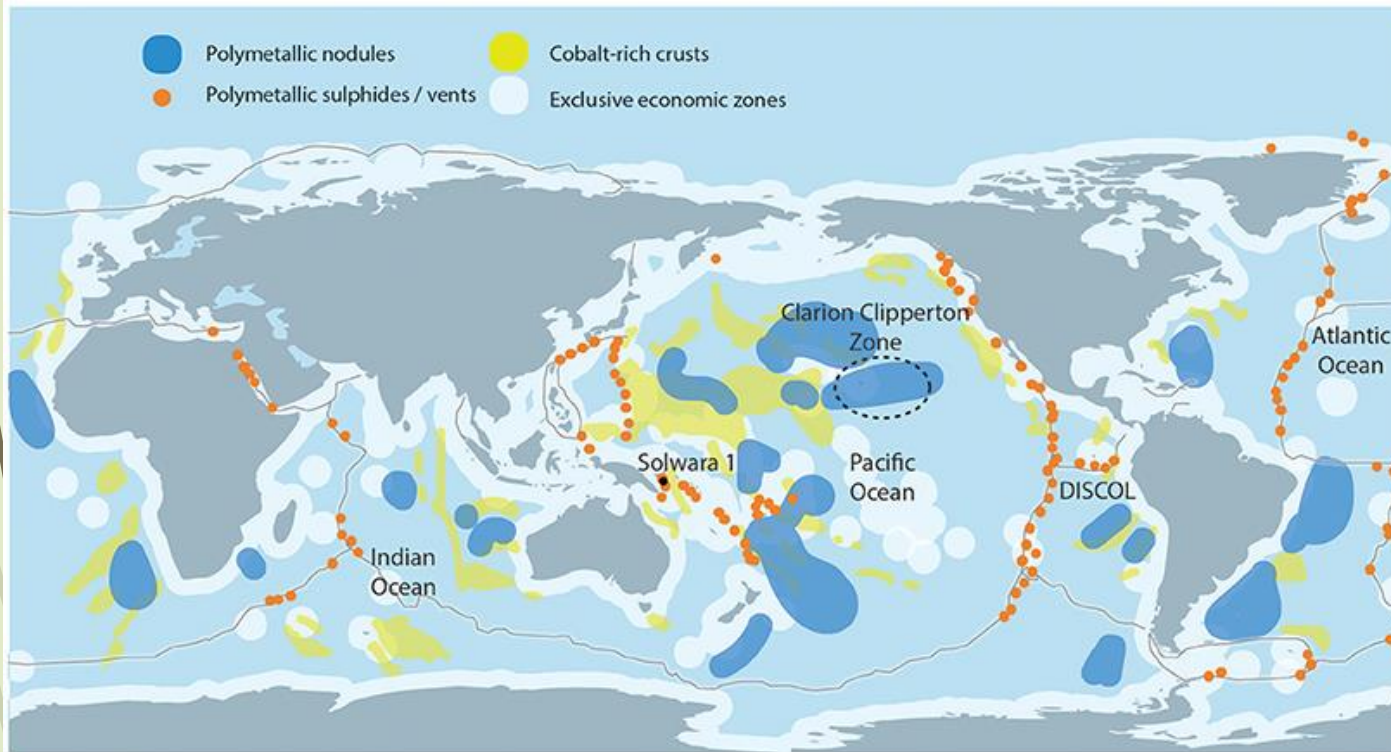 Polymetallic nodules
Cobalt-rich crusts
Polymetallic sulphides / vents
Exclusive economic zones
Clarion Clipperton
Zone
Atlantic
Ocean
Solwara 1
Pacific
Ocean
DISCOL
Indian
Ocean